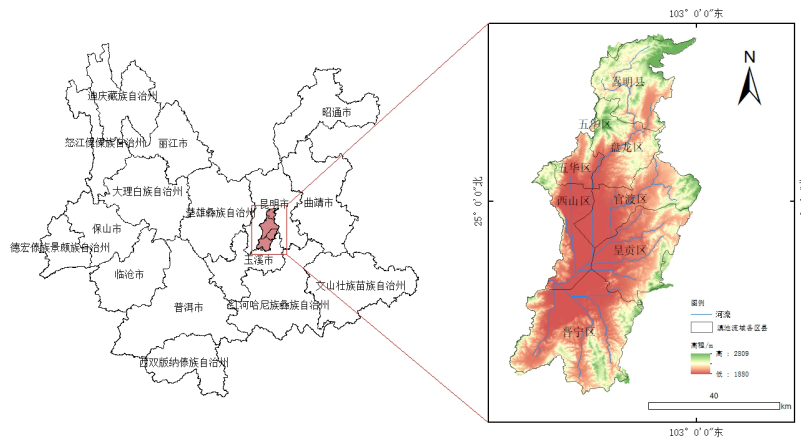 迪庆藏族自治州
怒江傈僳族自治州
丽江市
昭通市
大理白族自治州
楚雄彝族自治州
昆明市
曲靖市
保山市
德宏傣族景颇族自治州
临沧市
玉溪市
普洱市
红河哈尼族彝族自治州
文山壮族苗族自治州
西双版纳傣族自治州
103° 0'0"东
N
25° 0'0"北
嵩明县
五华区
盘龙区
五华区
西山区
官渡区
呈贡区
晋宁区
图例
河流
滇池流域各区县
高程/m
高 : 2809
低 : 1880
40
km
103° 0'0"东